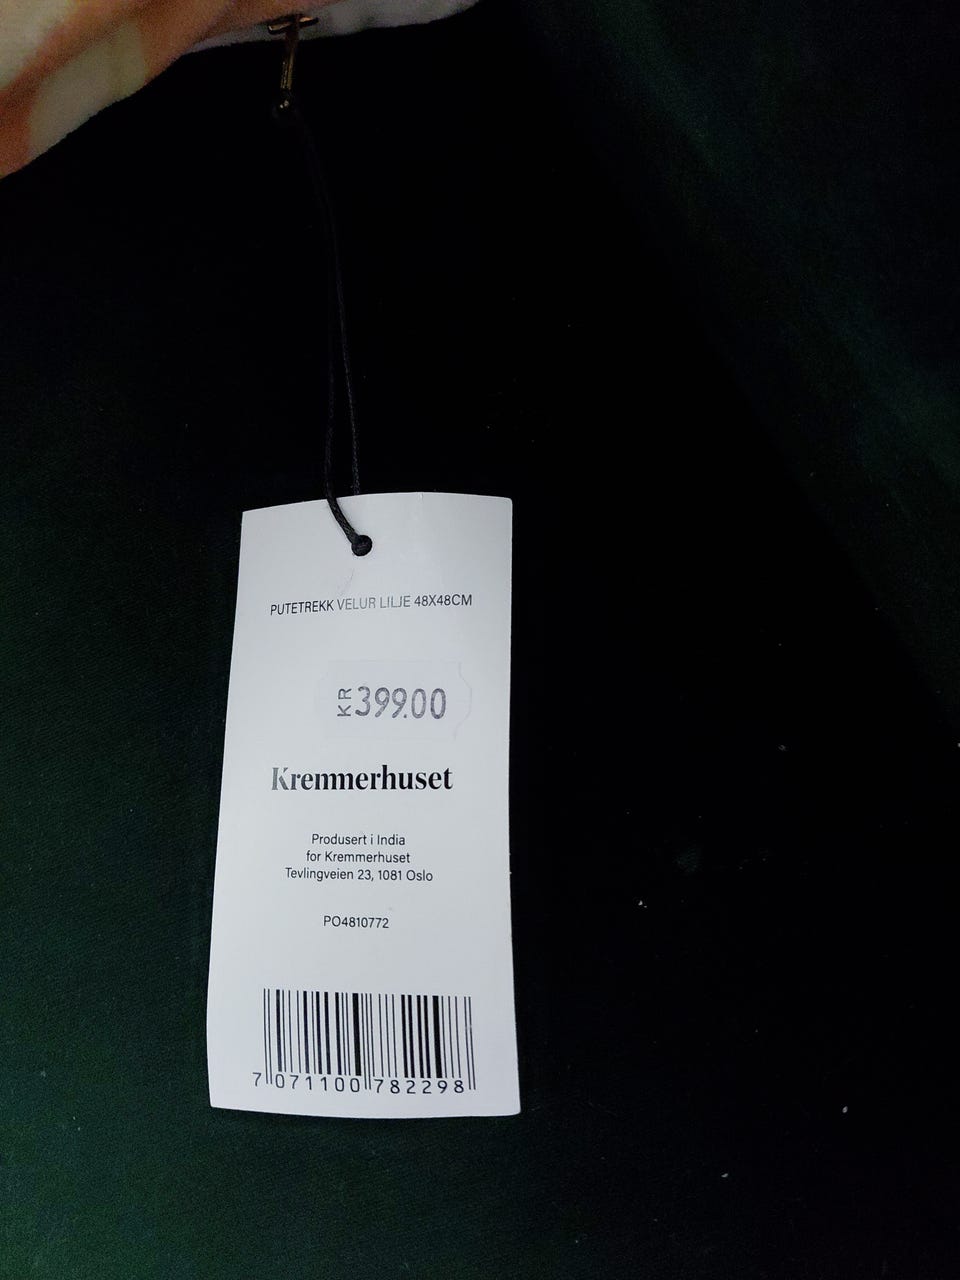 PUTETREKK VELUR LILJE 48X48CM
KR 399.00
Kremmerhuset
Produsert i India
for Kremmerhuset
Tevlingveien 23, 1081 Oslo
PO4810772
7 071100 782298